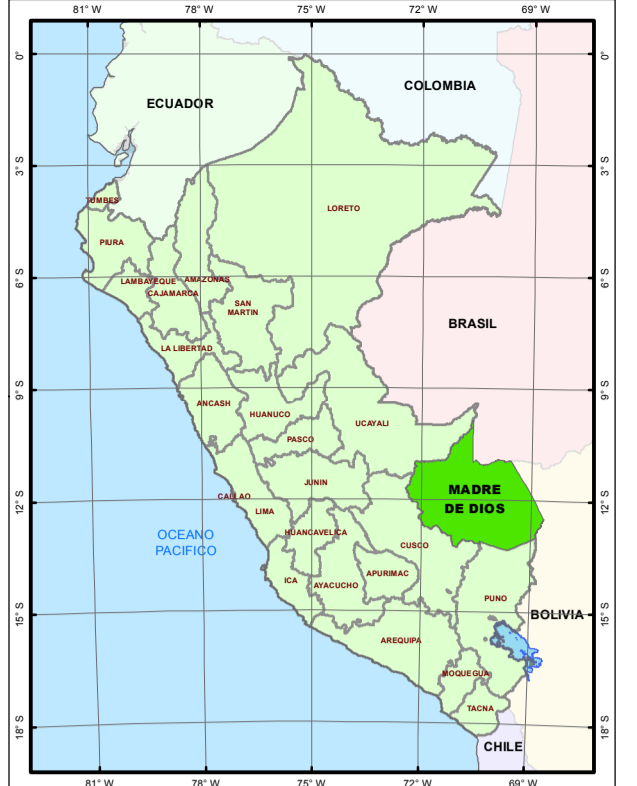 81° W
78° W
75° W
72° W
69° W
0°
0°
COLOMBIA
ECUADOR
3°S
3°S
TUMBES
LORETO
PIURA
6°S
6°S
LAMBAYEQUE
AMAZONAS
CAJAMARCA
SAN
MARTIN
BRASIL
LA LIBERTAD
9°S
9°S
ANCASH
HUANUCO
UCAYALI
PASCO
JUNIN
MADRE
DE DIOS
CALLAO
12°S
12°S
LIMA
OCEANO
PACIFICO
HUANCAVELICA
CUSCO
ICA
AYACUCHO
APURIMAC
PUNO
15°S
15°S
BOLIVIA
AREQUIPA
MOQUEGUA
TACNA
18°S
18°S
CHILE
81° W
78° W
75° W
72° W
69° W